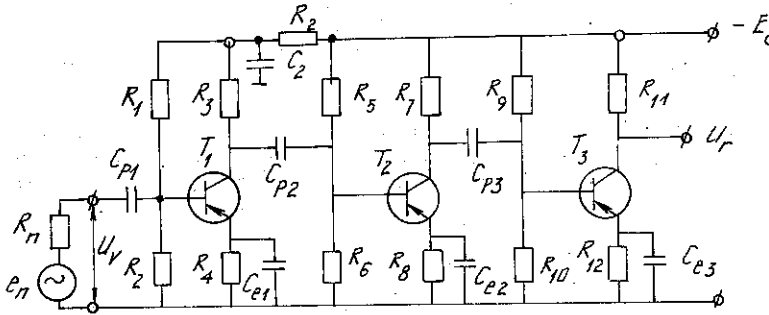 R2
- E
C2
R1
R3
R5
R7
R9
R11
Ur
T1
T2
T3
Cp1
Cp2
Cp3
Rn
Uv
en
R2
R4
Ce1
R6
R8
Ce2
R10
R12
Ce3